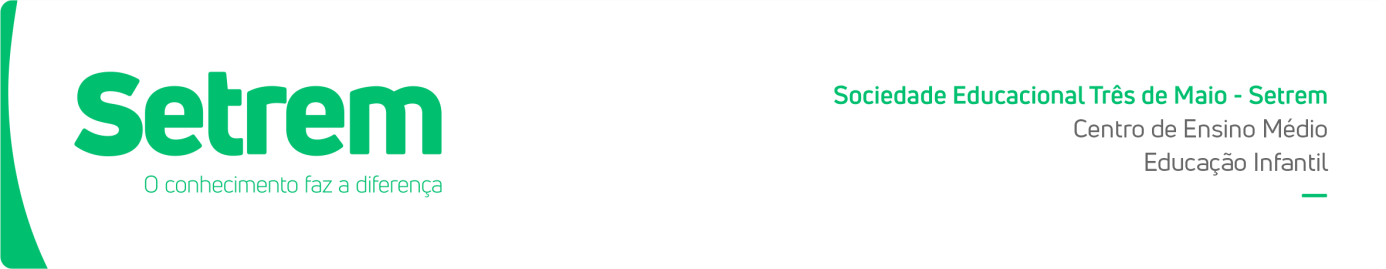 Setrem
O conhecimento faz a diferença
Sociedade Educacional Três de Maio - Setrem
Centro de Ensino Médio
Educação Infantil